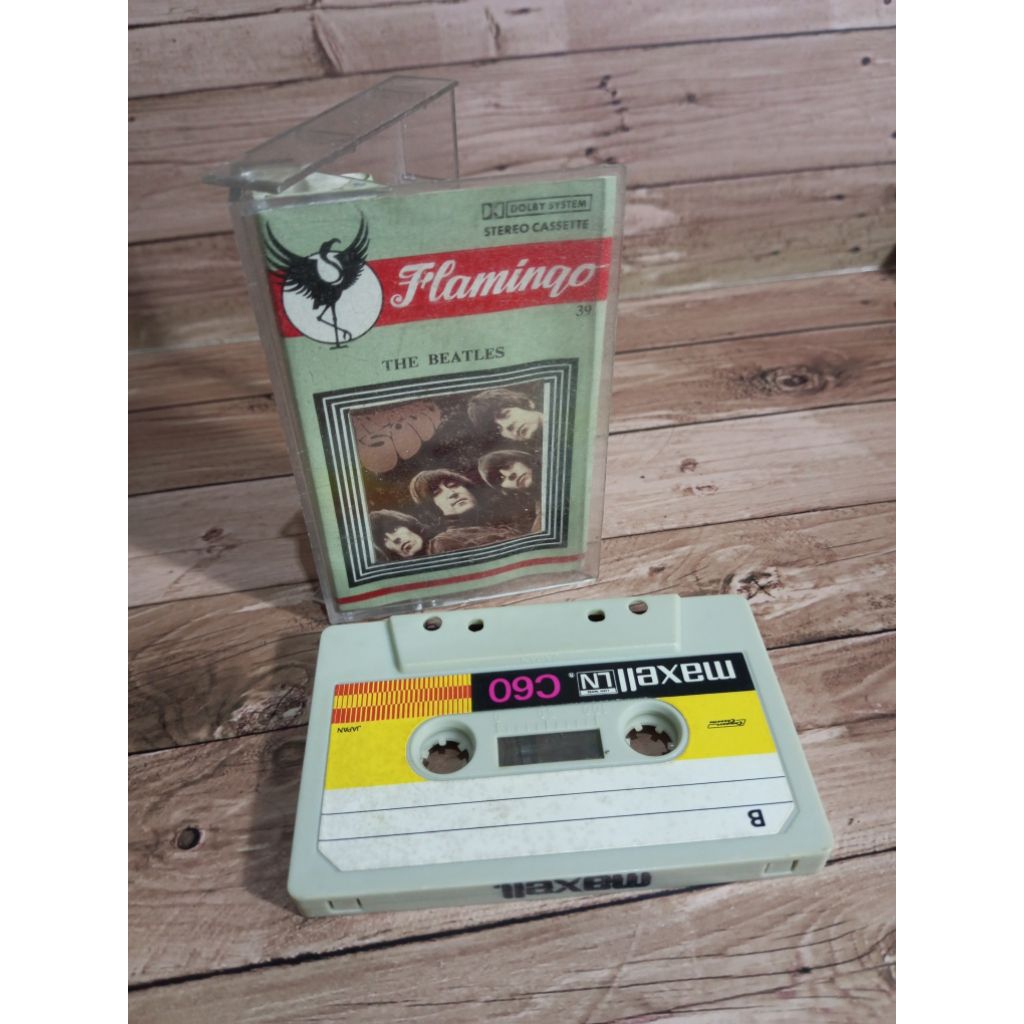 DOLBY SYSTEM
STEREO CASSETTE
Flamingo
39
THE BEATLES
maxell LN C60
JAPAN
B
maxell